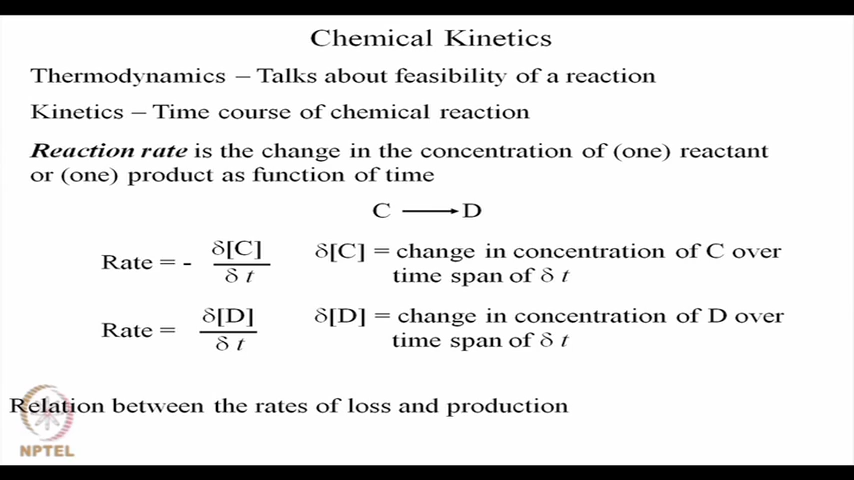 Chemical Kinetics
Thermodynamics – Talks about feasibility of a reaction
Kinetics – Time course of chemical reaction
Reaction rate is the change in the concentration of (one) reactant
or (one) product as function of time
C ⟶ D
Rate = - δ[C] / δ t
δ[C] = change in concentration of C over
time span of δ t
Rate = δ[D] / δ t
δ[D] = change in concentration of D over
time span of δ t
Relation between the rates of loss and production
NPTEL